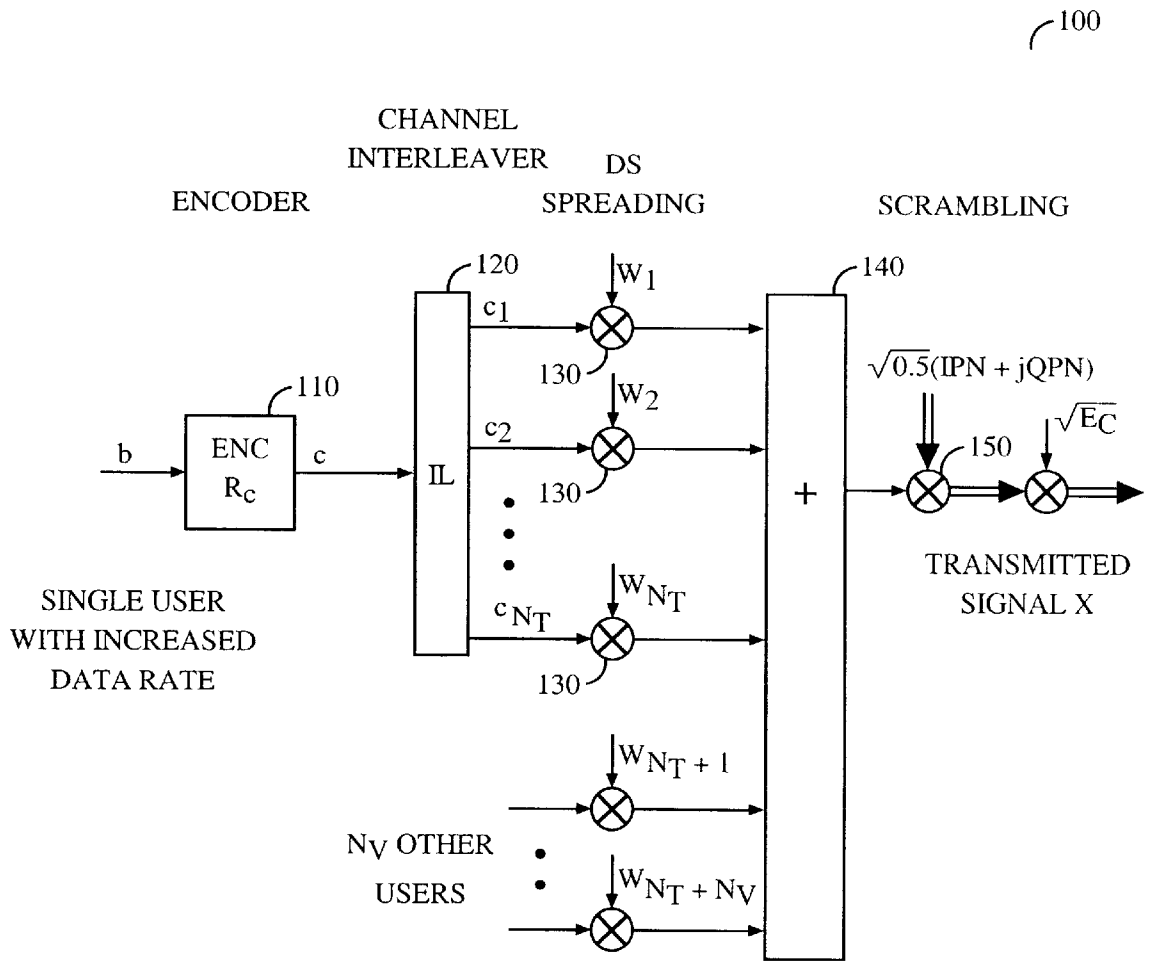 100
CHANNEL
INTERLEAVER
DS
SPREADING
ENCODER
SCRAMBLING
120
140
W1
c1
130
√0.5(IPN + jQPN)
110
W2
√EC
b
ENC
RC
c
IL
c2
150
130
+
TRANSMITTED
SIGNAL X
WNT
SINGLE USER
WITH INCREASED
DATA RATE
cNT
130
WNT + 1
NV OTHER
USERS
WNT + NV